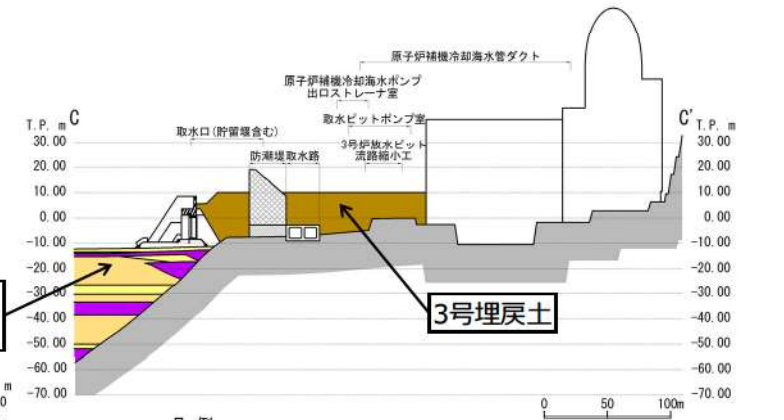 原子炉補機冷却海水管ダクト
原子炉補機冷却海水ポンプ
出口ストレーナ室
取水ピットポンプ室
3号炉放水ピット
流路縮小工
取水口(貯留堰含む)
防潮堤 取水路
T.P. m C
30.00
20.00
10.00
0.00
-10.00
-20.00
-30.00
-40.00
-50.00
-60.00
-70.00
C' T.P. m
30.00
20.00
10.00
0.00
-10.00
-20.00
-30.00
-40.00
-50.00
-60.00
-70.00
3号埋戻土
0 50 100m
m
0